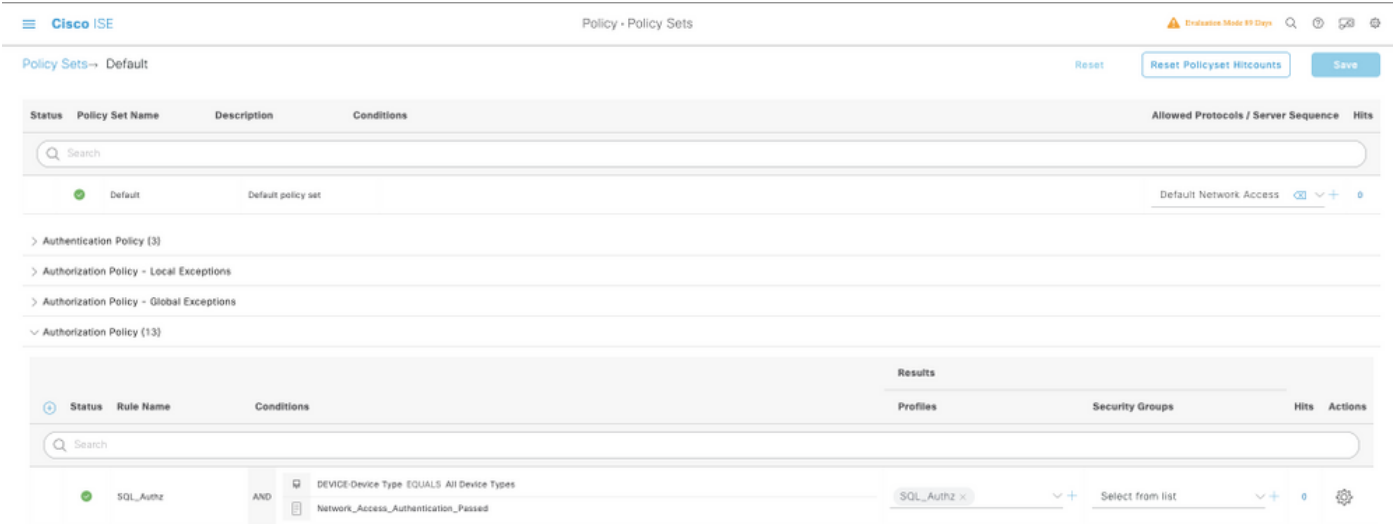 Cisco ISE Policy · Policy Sets Evaluation Mode 89 Days
Policy Sets→ Default Reset Reset Policyset Hitcounts Save
Status Policy Set Name Description Conditions Allowed Protocols / Server Sequence Hits
Search
Default Default policy set Default Network Access 0
Authentication Policy (3)
Authorization Policy - Local Exceptions
Authorization Policy - Global Exceptions
Authorization Policy (13)
Results
Status Rule Name Conditions Profiles Security Groups Hits Actions
Search
DEVICE-Device Type EQUALS All Device Types
SQL_Authz AND SQL_Authz × Select from list 0
Network_Access_Authentication_Passed